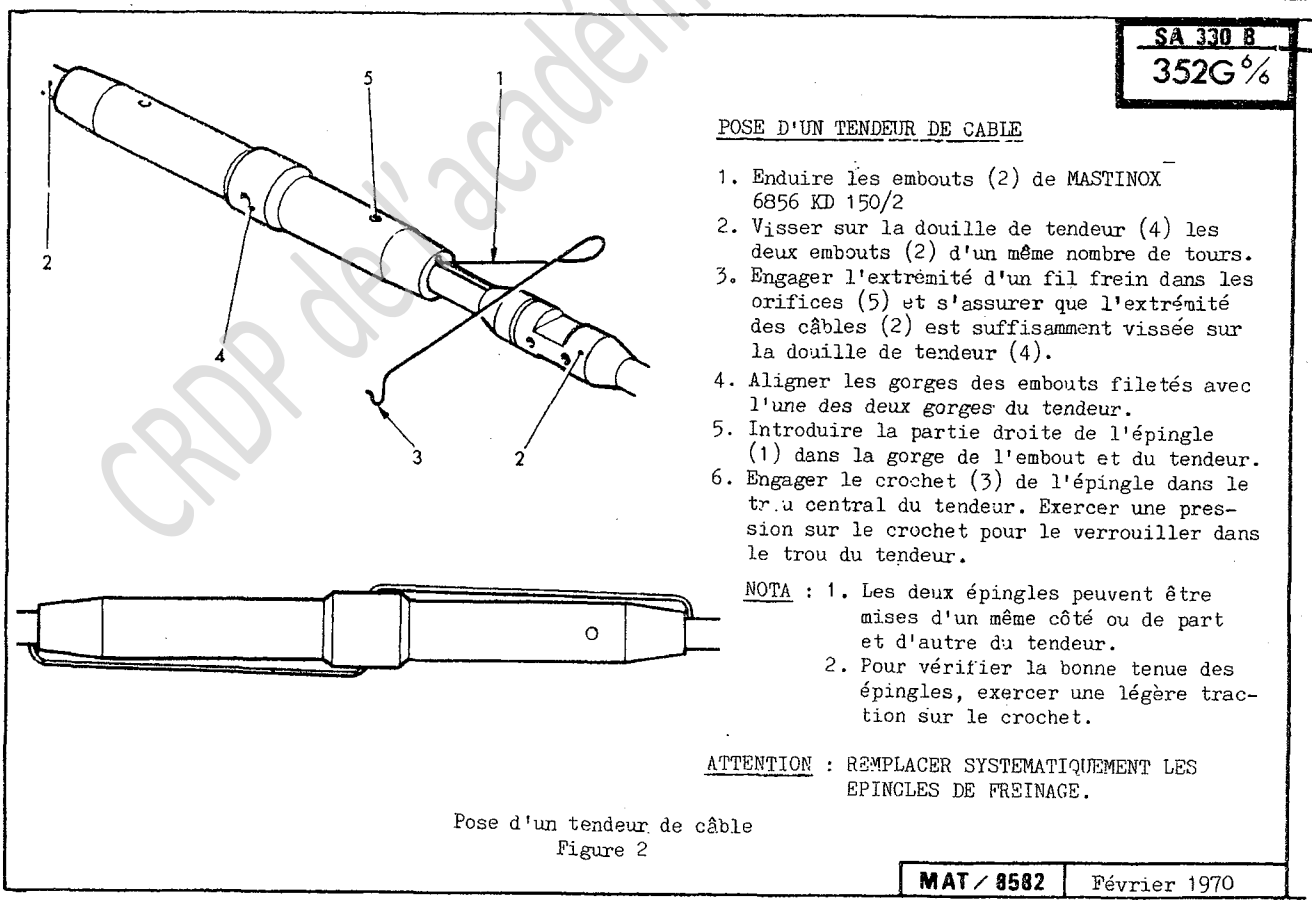 SA 330 B
352G 6/6
5
1
2
4
3
2
POSE D'UN TENDEUR DE CABLE
1. Enduire les embouts (2) de MASTINOX
6856 KD 150/2
2. Visser sur la douille de tendeur (4) les
deux embouts (2) d'un même nombre de tours.
3. Engager l'extrémité d'un fil frein dans les
orifices (5) et s'assurer que l'extrémité
des câbles (2) est suffisamment vissée sur
la douille de tendeur (4).
4. Aligner les gorges des embouts filetés avec
l'une des deux gorges du tendeur.
5. Introduire la partie droite de l'épingle
(1) dans la gorge de l'embout et du tendeur.
6. Engager le crochet (3) de l'épingle dans le
trou central du tendeur. Exercer une pres-
sion sur le crochet pour le verrouiller dans
le trou du tendeur.
NOTA : 1. Les deux épingles peuvent être
mises d'un même côté ou de part
et d'autre du tendeur.
2. Pour vérifier la bonne tenue des
épingles, exercer une légère trac-
tion sur le crochet.
ATTENTION : REMPLACER SYSTEMATIQUEMENT LES
EPINGLES DE FREINAGE.
Pose d'un tendeur de câble
Figure 2
MAT / 8582 Février 1970
CRDP de l'académ